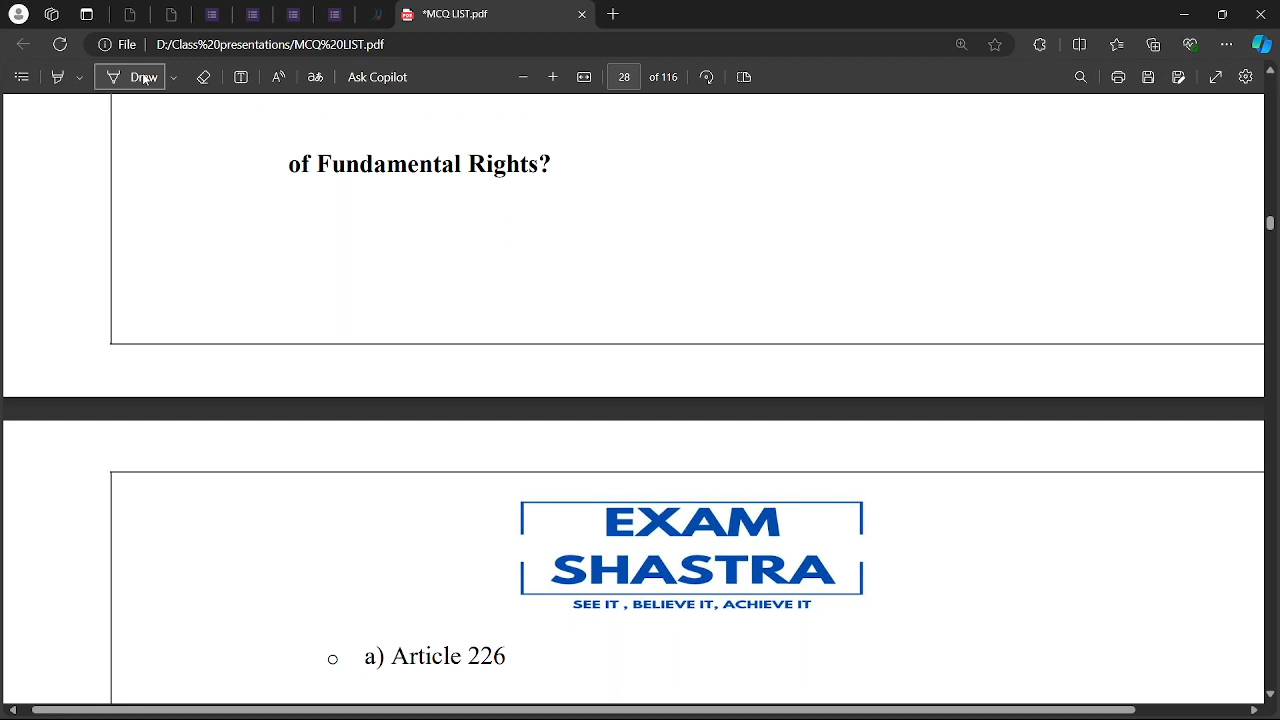 *MCQ LIST.pdf
File
D:/Class%20presentations/MCQ%20LIST.pdf
Draw
Ask Copilot
28 of 116
of Fundamental Rights?
EXAM
SHASTRA
SEE IT , BELIEVE IT, ACHIEVE IT
a) Article 226